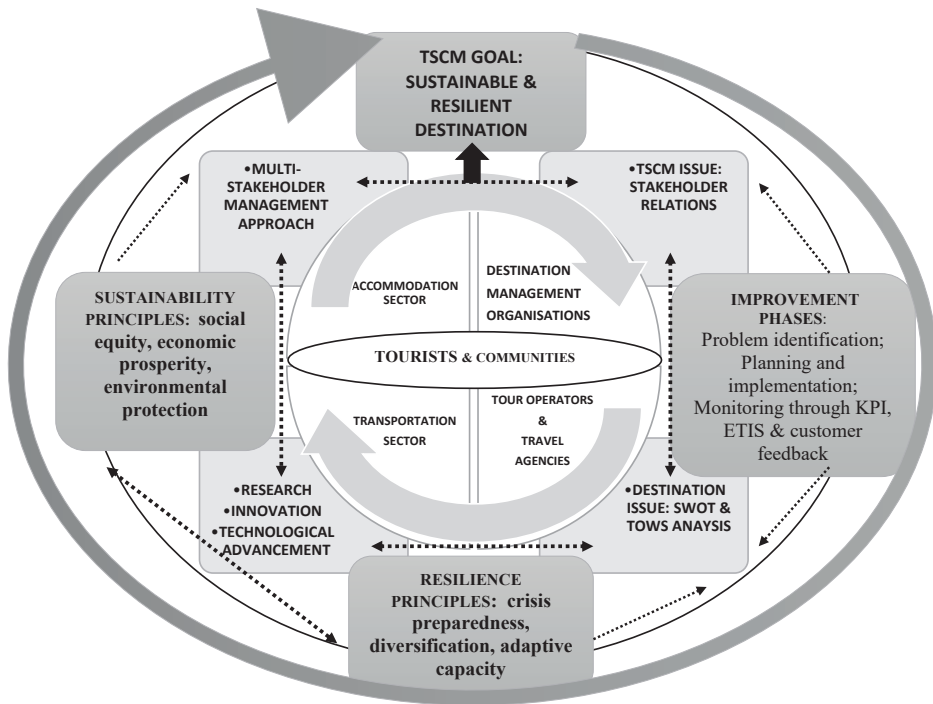 TSCM GOAL:
SUSTAINABLE &
RESILIENT
DESTINATION
•MULTI-
STAKEHOLDER
MANAGEMENT
APPROACH
•TSCM ISSUE:
STAKEHOLDER
RELATIONS
ACCOMMODATION
SECTOR
DESTINATION
MANAGEMENT
ORGANISATIONS
SUSTAINABILITY
PRINCIPLES: social
equity, economic
prosperity,
environmental
protection
TOURISTS & COMMUNITIES
IMPROVEMENT
PHASES:
Problem identification;
Planning and
implementation;
Monitoring through KPI,
ETIS & customer
feedback
TRANSPORTATION
SECTOR
TOUR OPERATORS
&
TRAVEL
AGENCIES
•RESEARCH
•INNOVATION
•TECHNOLOGICAL
ADVANCEMENT
•DESTINATION
ISSUE: SWOT &
TOWS ANAYSIS
RESILIENCE
PRINCIPLES: crisis
preparedness,
diversification, adaptive
capacity